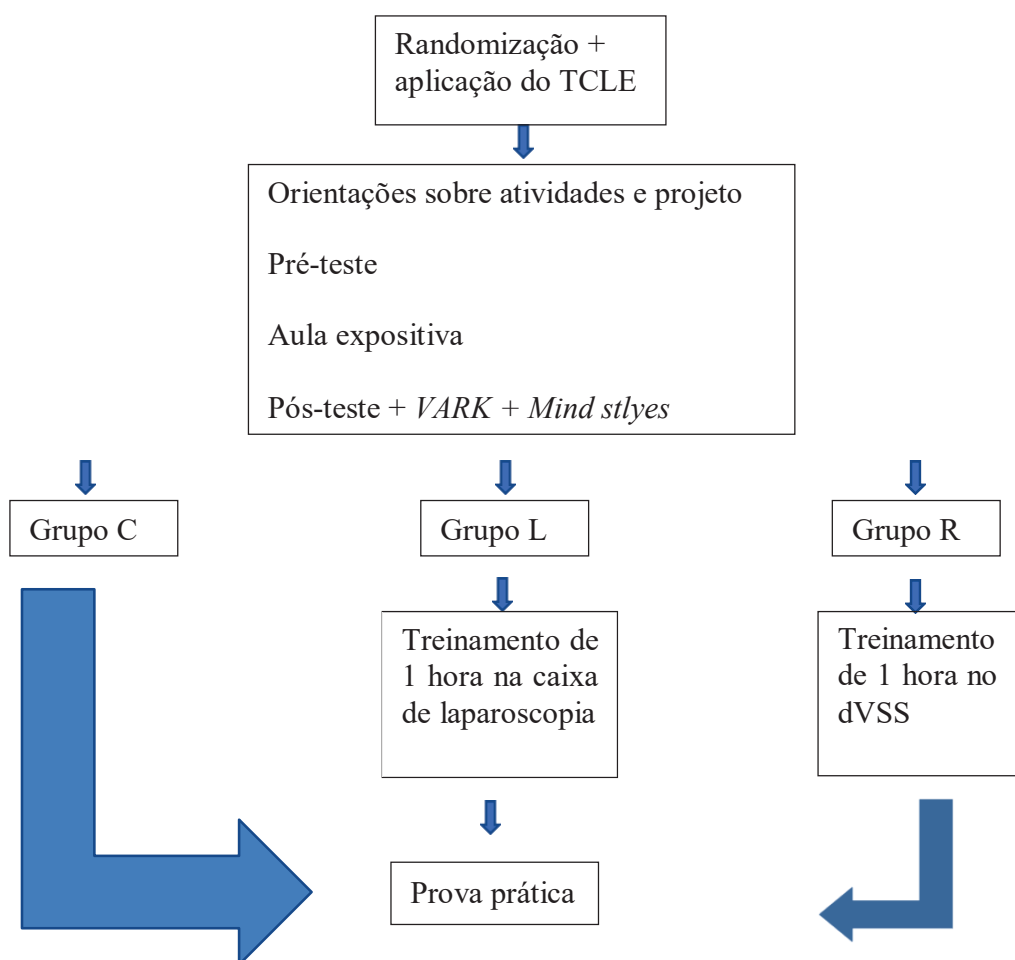 Randomização +
aplicação do TCLE
Orientações sobre atividades e projeto
Pré-teste
Aula expositiva
Pós-teste + VARK + Mind stlyes
Grupo C
Grupo L
Grupo R
Treinamento de
1 hora na caixa
de laparoscopia
Treinamento
de 1 hora no
dVSS
Prova prática